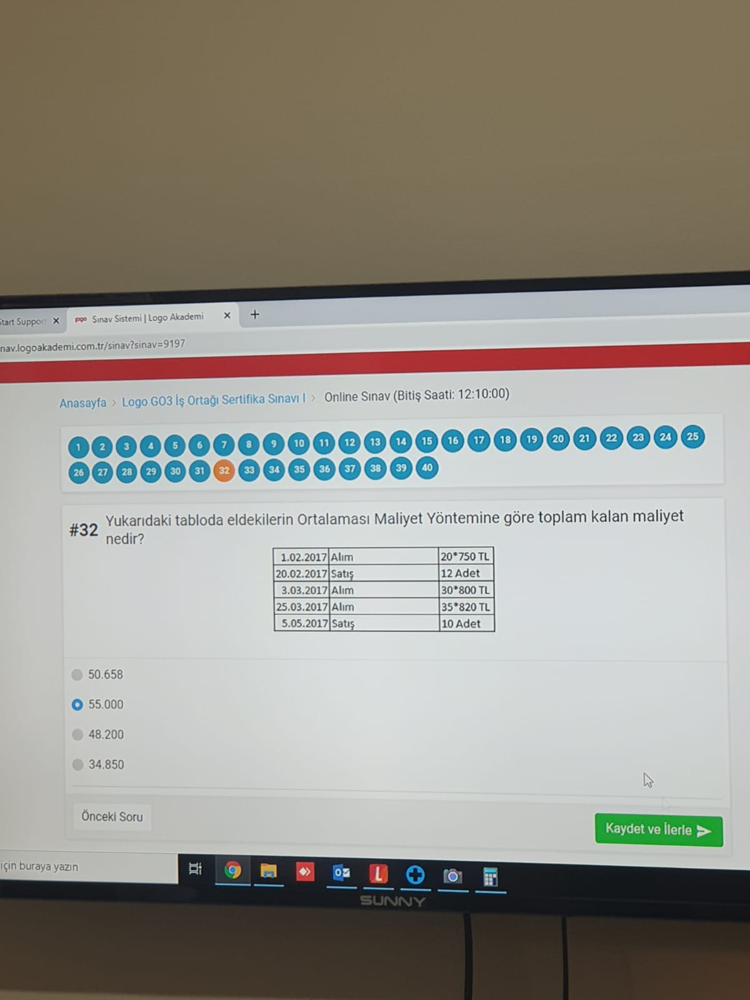 Start Suppor
Sınav Sistemi | Logo Akademi
nav.logoakademi.com.tr/sinav?sinav=9197
Anasayfa > Logo GO3 İş Ortağı Sertifika Sınavı I > Online Sınav (Bitiş Saati: 12:10:00)
1 2 3 4 5 6 7 8 9 10 11 12 13 14 15 16 17 18 19 20 21 22 23 24 25
26 27 28 29 30 31 32 33 34 35 36 37 38 39 40
#32 Yukarıdaki tabloda eldekilerin Ortalaması Maliyet Yöntemine göre toplam kalan maliyet
nedir?
1.02.2017 Alım 20*750 TL
20.02.2017 Satış 12 Adet
3.03.2017 Alım 30*800 TL
25.03.2017 Alım 35*820 TL
5.05.2017 Satış 10 Adet
50.658
55.000
48.200
34.850
Önceki Soru
Kaydet ve İlerle
için buraya yazın
SUNNY